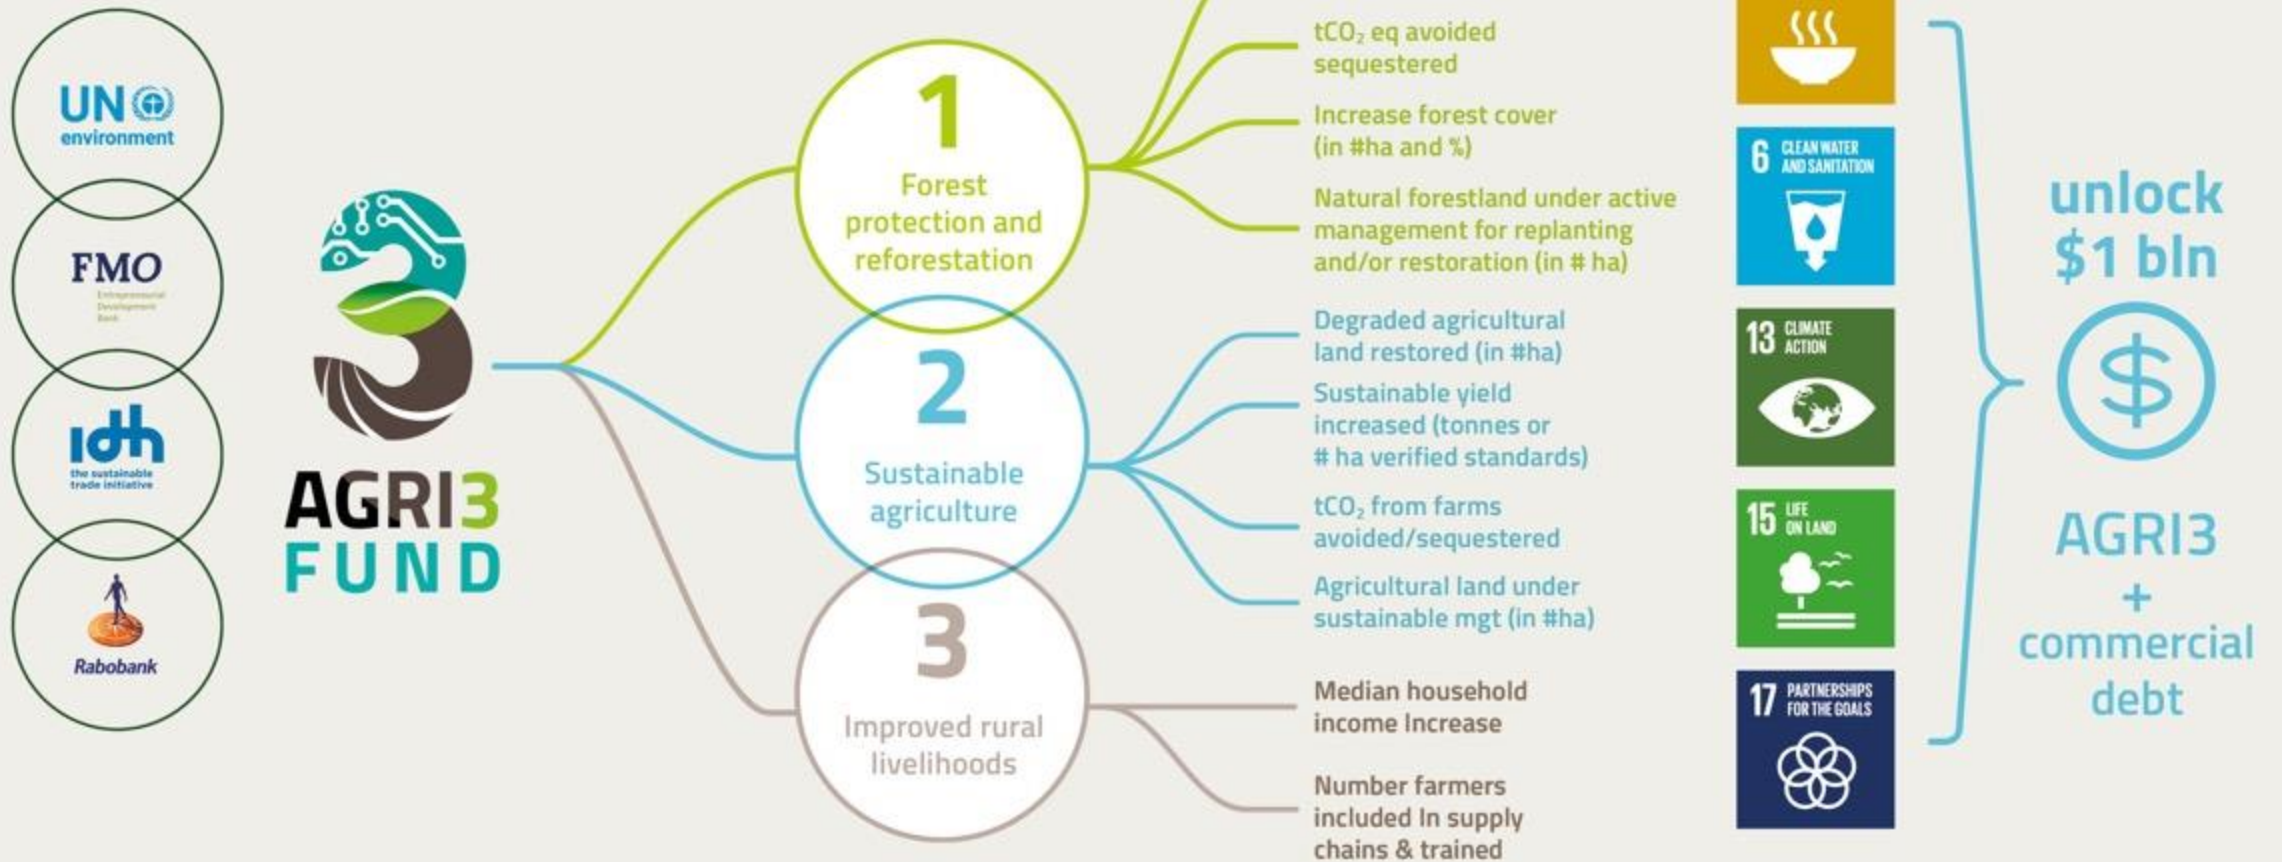 UN
environment
FMO
Entrepreneurial
Development
Bank
idh
the sustainable
trade initiative
Rabobank
AGRI3
FUND
1
Forest
protection and
reforestation
2
Sustainable
agriculture
3
Improved rural
livelihoods
tCO₂ eq avoided
sequestered
Increase forest cover
(in #ha and %)
Natural forestland under active
management for replanting
and/or restoration (in # ha)
Degraded agricultural
land restored (in #ha)
Sustainable yield
increased (tonnes or
# ha verified standards)
tCO₂ from farms
avoided/sequestered
Agricultural land under
sustainable mgt (in #ha)
Median household
income Increase
Number farmers
included In supply
chains & trained
6 CLEAN WATER
AND SANITATION
13 CLIMATE
ACTION
15 LIFE
ON LAND
17 PARTNERSHIPS
FOR THE GOALS
unlock
$1 bln
$
AGRI3
+
commercial
debt